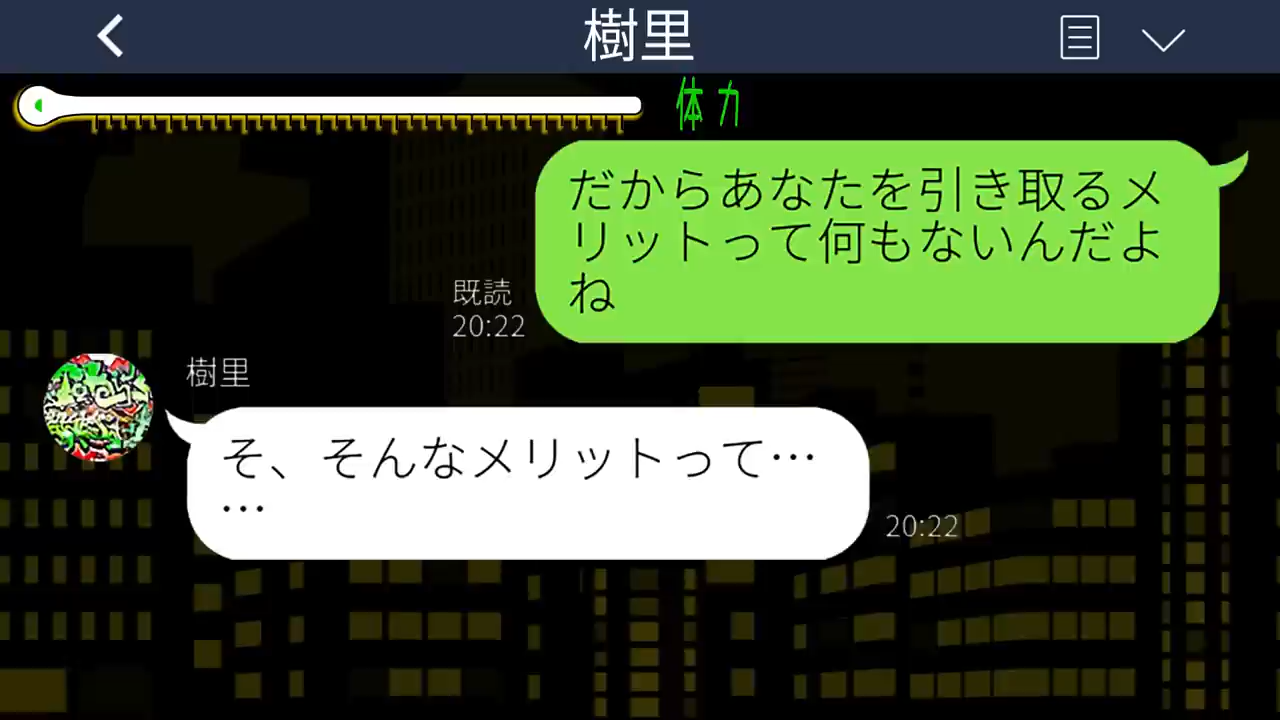 樹里
体力
だからあなたを引き取るメ
リットって何もないんだよ
ね
既読
20:22
樹里
そ、そんなメリットって…
…
20:22